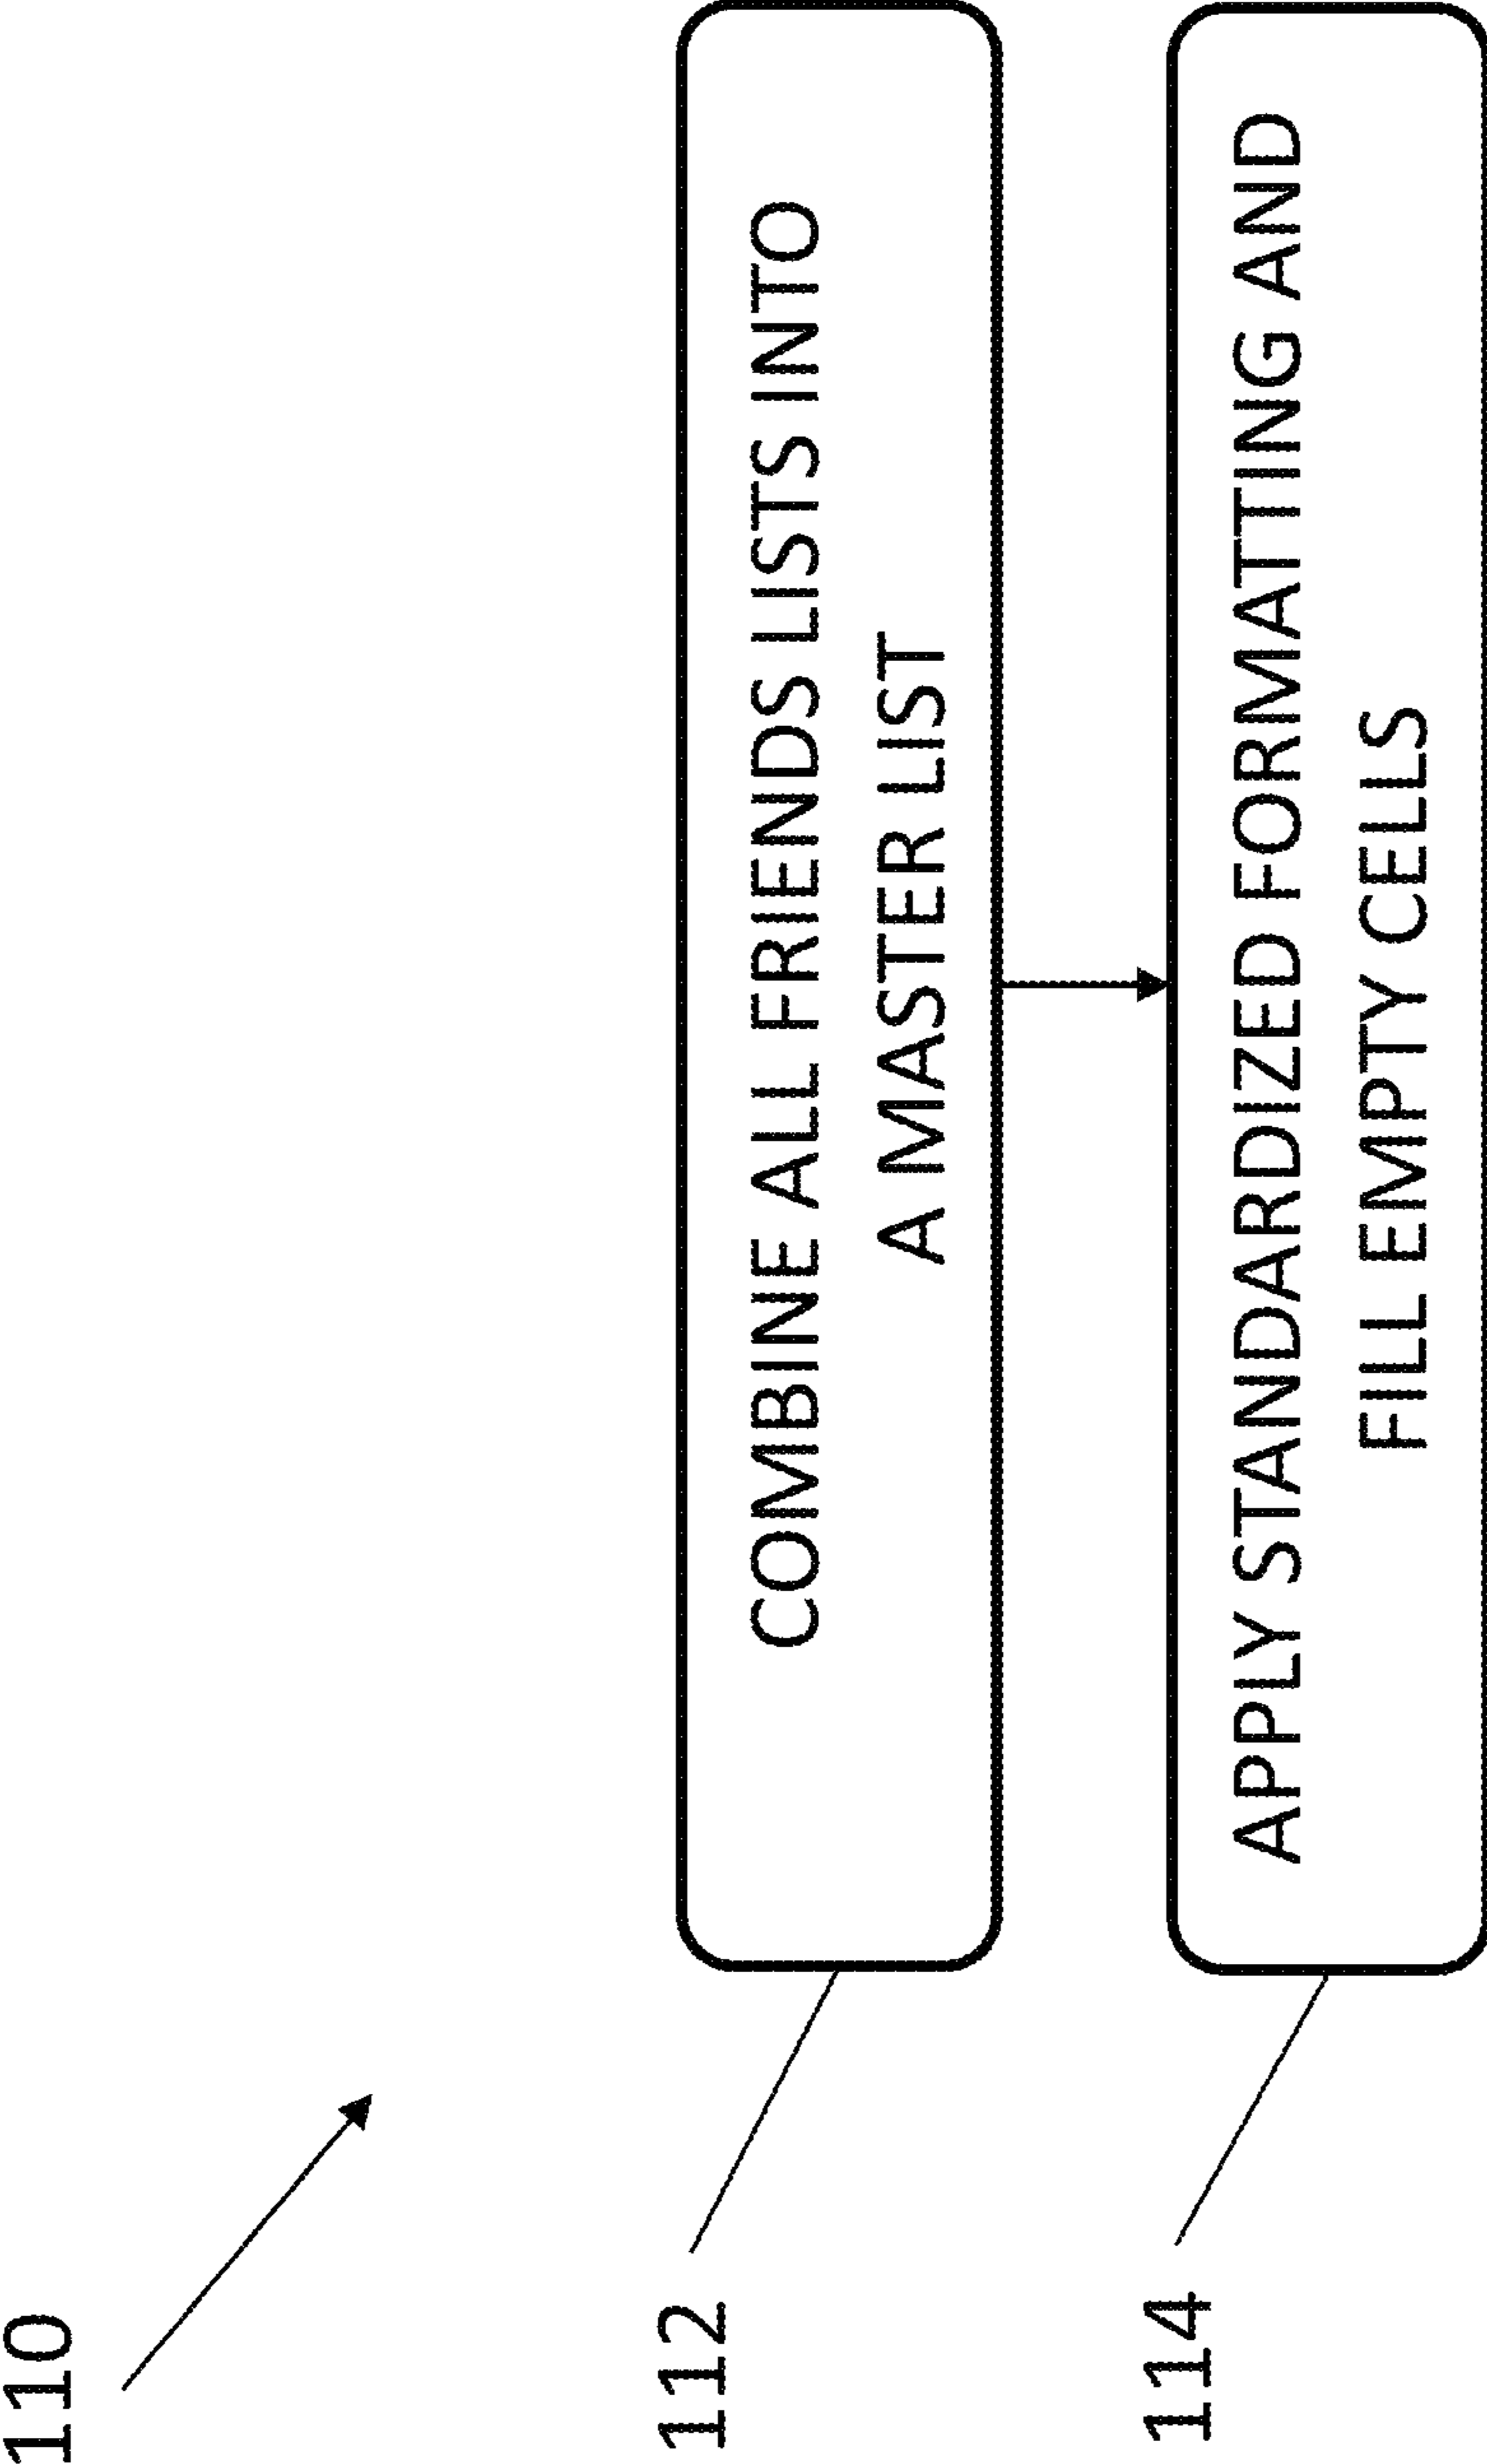 110
112
COMBINE ALL FRIENDS LISTS INTO
A MASTER LIST
114
APPLY STANDARDIZED FORMATTING AND
FILL EMPTY CELLS